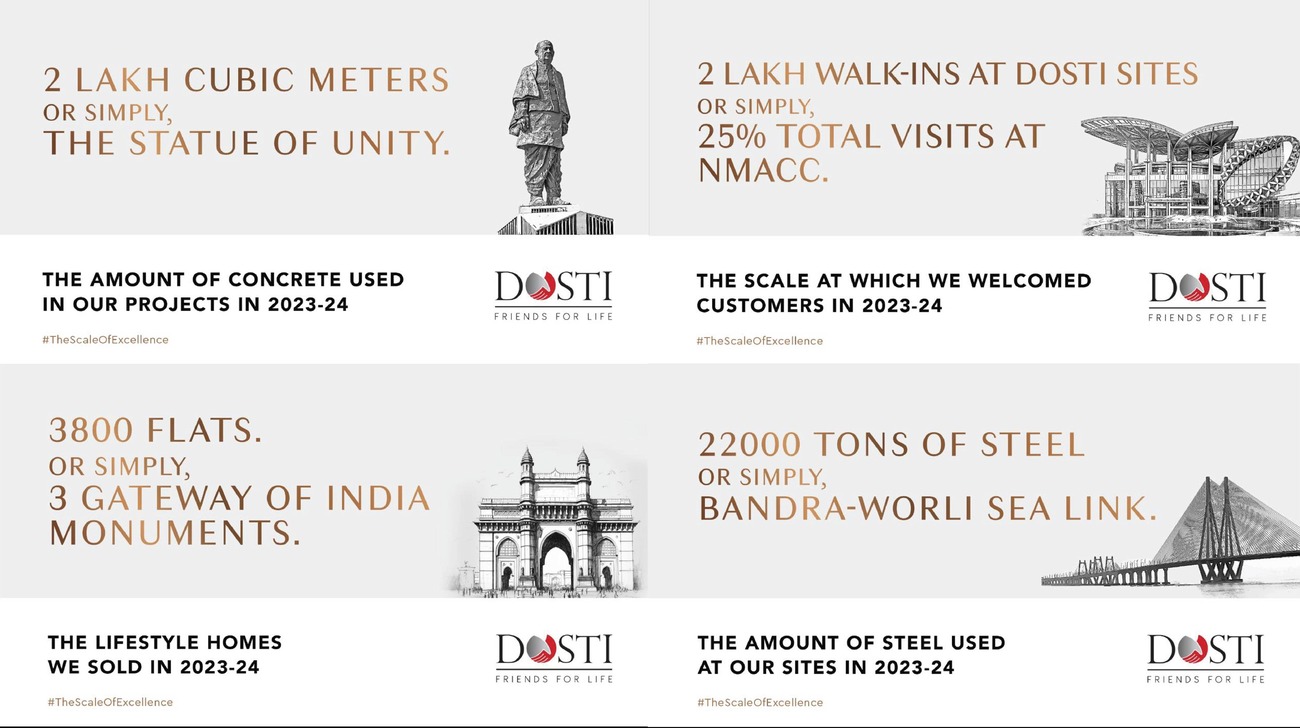 2 LAKH CUBIC METERS
OR SIMPLY,
THE STATUE OF UNITY.
THE AMOUNT OF CONCRETE USED
IN OUR PROJECTS IN 2023-24
#TheScaleOfExcellence
DOSTI
FRIENDS FOR LIFE
2 LAKH WALK-INS AT DOSTI SITES
OR SIMPLY,
25% TOTAL VISITS AT
NMACC.
THE SCALE AT WHICH WE WELCOMED
CUSTOMERS IN 2023-24
#TheScaleOfExcellence
DOSTI
FRIENDS FOR LIFE
3800 FLATS.
OR SIMPLY,
3 GATEWAY OF INDIA
MONUMENTS.
THE LIFESTYLE HOMES
WE SOLD IN 2023-24
#TheScaleOfExcellence
DOSTI
FRIENDS FOR LIFE
22000 TONS OF STEEL
OR SIMPLY,
BANDRA-WORLI SEA LINK.
THE AMOUNT OF STEEL USED
AT OUR SITES IN 2023-24
#TheScaleOfExcellence
DOSTI
FRIENDS FOR LIFE